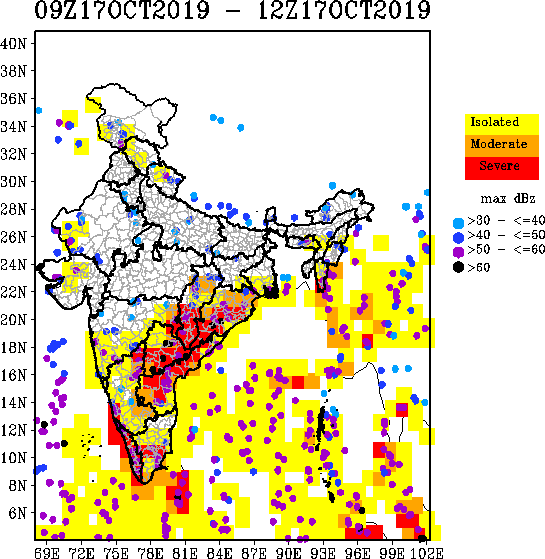 09Z17OCT2019 – 12Z17OCT2019
40N
38N
36N
34N
32N
30N
28N
26N
24N
22N
20N
18N
16N
14N
12N
10N
8N
6N
69E 72E 75E 78E 81E 84E 87E 90E 93E 96E 99E 102E
Isolated
Moderate
Severe
max dBz
>30 – <=40
>40 – <=50
>50 – <=60
>60